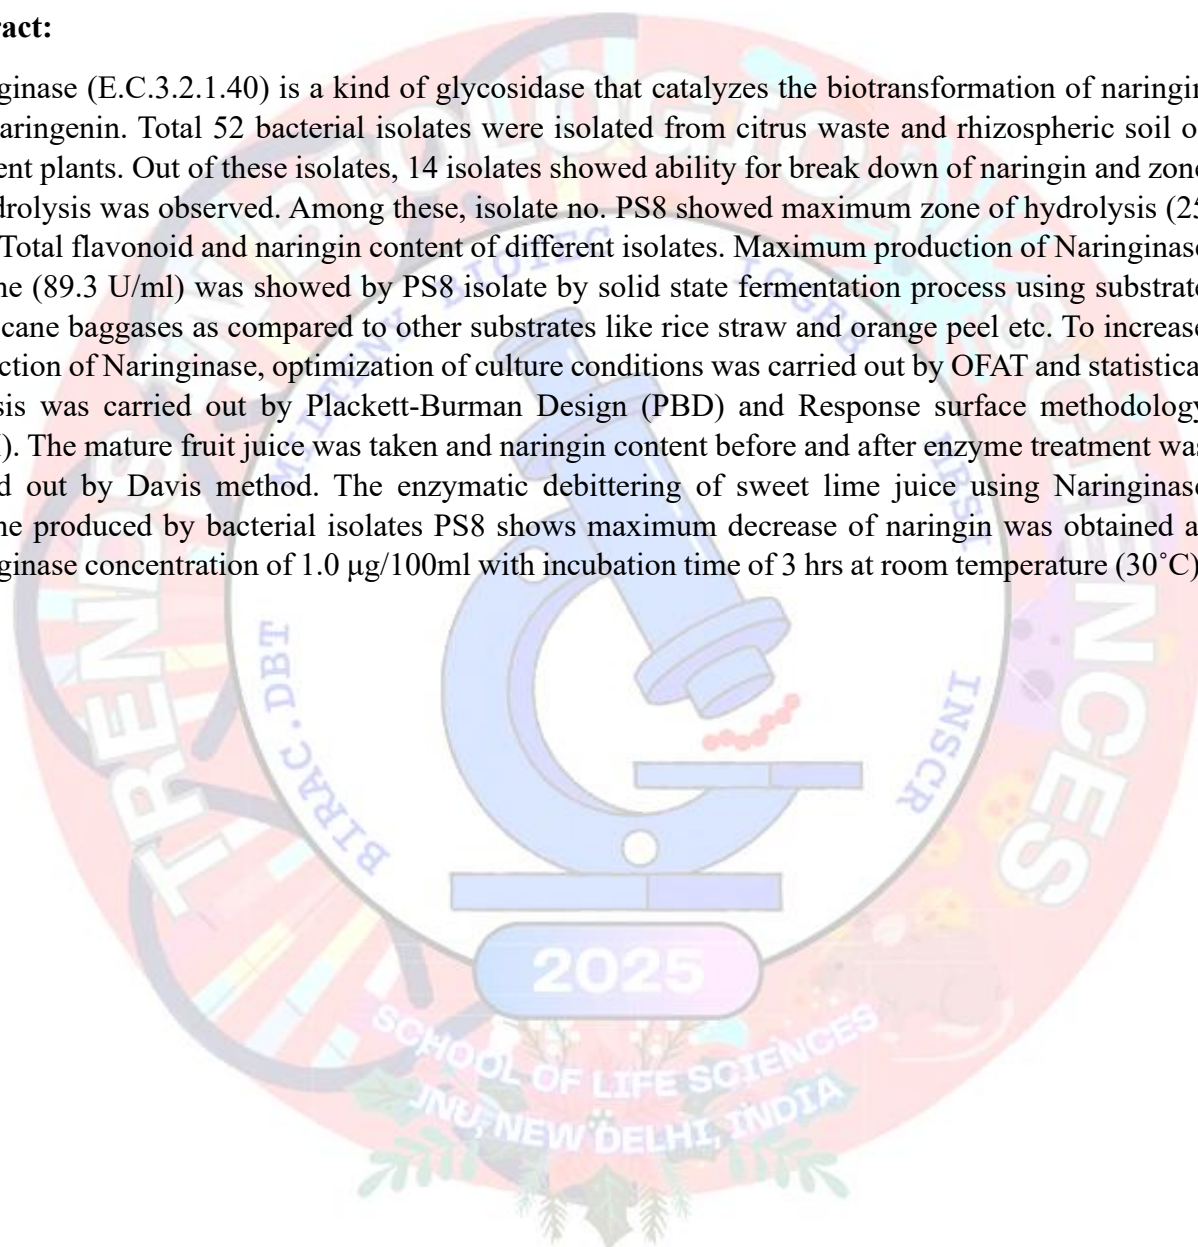 ract:
ginase (E.C.3.2.1.40) is a kind of glycosidase that catalyzes the biotransformation of naringin
aringenin. Total 52 bacterial isolates were isolated from citrus waste and rhizospheric soil o
ent plants. Out of these isolates, 14 isolates showed ability for break down of naringin and zone
drolysis was observed. Among these, isolate no. PS8 showed maximum zone of hydrolysis (25
Total flavonoid and naringin content of different isolates. Maximum production of Naringinase
ne (89.3 U/ml) was showed by PS8 isolate by solid state fermentation process using substrate
cane baggases as compared to other substrates like rice straw and orange peel etc. To increase
ction of Naringinase, optimization of culture conditions was carried out by OFAT and statistica
sis was carried out by Plackett-Burman Design (PBD) and Response surface methodology
). The mature fruit juice was taken and naringin content before and after enzyme treatment was
d out by Davis method. The enzymatic debittering of sweet lime juice using Naringinase
ne produced by bacterial isolates PS8 shows maximum decrease of naringin was obtained a
ginase concentration of 1.0 µg/100ml with incubation time of 3 hrs at room temperature (30˚C)
TRENDS
SCIENCES
BIRAC.DBT
INSCR
2025
SCHOOL OF LIFE SCIENCES
JNU, NEW DELHI, INDIA